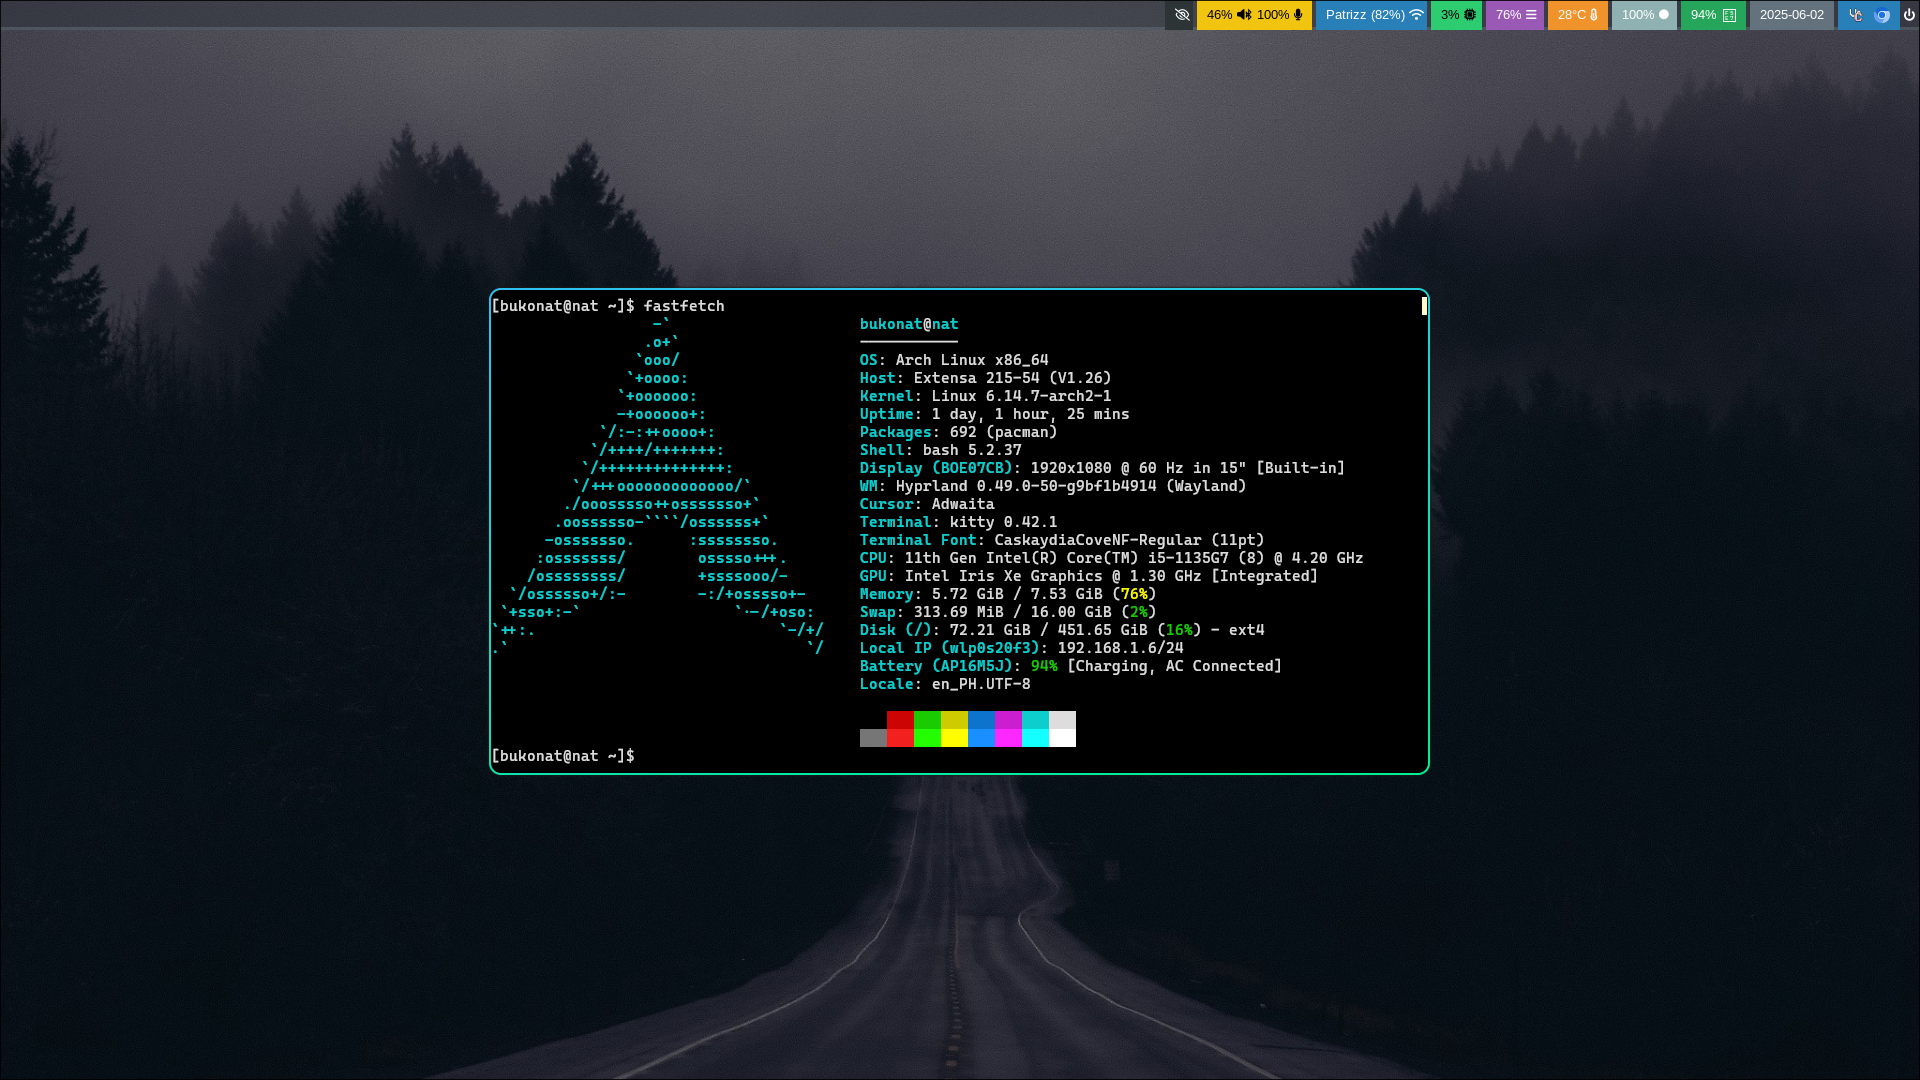 46% 100% Patrizz (82%) 3% 76% 28°C 100% 94% 2025-06-02
[bukonat@nat ~]$ fastfetch
-`
.o+`
`ooo/
`+oooo:
`+oooooo:
-+oooooo+:
`/:-:++oooo+:
`/++++/+++++++:
`/++++++++++++++:
`/+++ooooooooooooo/`
./ooosssso++osssssso+`
.oossssso-````/ossssss+`
-osssssso. :ssssssso.
:osssssss/ osssso+++.
/ossssssss/ +ssssooo/-
`/ossssso+/:- -:/+osssso+-
`+sso+:-` `.-/+oso:
`++:. `-/+/
.` `/
bukonat@nat
-----------
OS: Arch Linux x86_64
Host: Extensa 215-54 (V1.26)
Kernel: Linux 6.14.7-arch2-1
Uptime: 1 day, 1 hour, 25 mins
Packages: 692 (pacman)
Shell: bash 5.2.37
Display (BOE07CB): 1920x1080 @ 60 Hz in 15" [Built-in]
WM: Hyprland 0.49.0-50-g9bf1b4914 (Wayland)
Cursor: Adwaita
Terminal: kitty 0.42.1
Terminal Font: CaskaydiaCoveNF-Regular (11pt)
CPU: 11th Gen Intel(R) Core(TM) i5-1135G7 (8) @ 4.20 GHz
GPU: Intel Iris Xe Graphics @ 1.30 GHz [Integrated]
Memory: 5.72 GiB / 7.53 GiB (76%)
Swap: 313.69 MiB / 16.00 GiB (2%)
Disk (/): 72.21 GiB / 451.65 GiB (16%) - ext4
Local IP (wlp0s20f3): 192.168.1.6/24
Battery (AP16M5J): 94% [Charging, AC Connected]
Locale: en_PH.UTF-8
[bukonat@nat ~]$